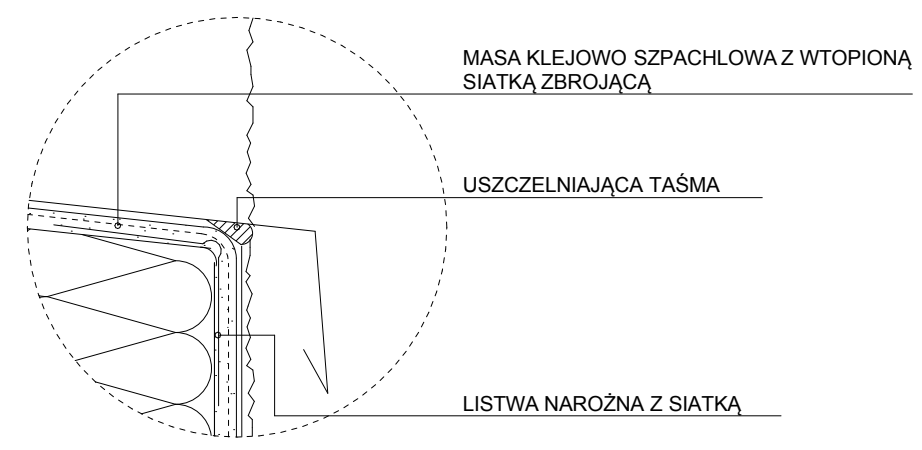 MASA KLEJOWO SZPACHLOWA Z WTOPIONĄ
SIATKĄ ZBROJĄCĄ
USZCZELNIAJĄCA TAŚMA
LISTWA NAROŻNA Z SIATKĄ